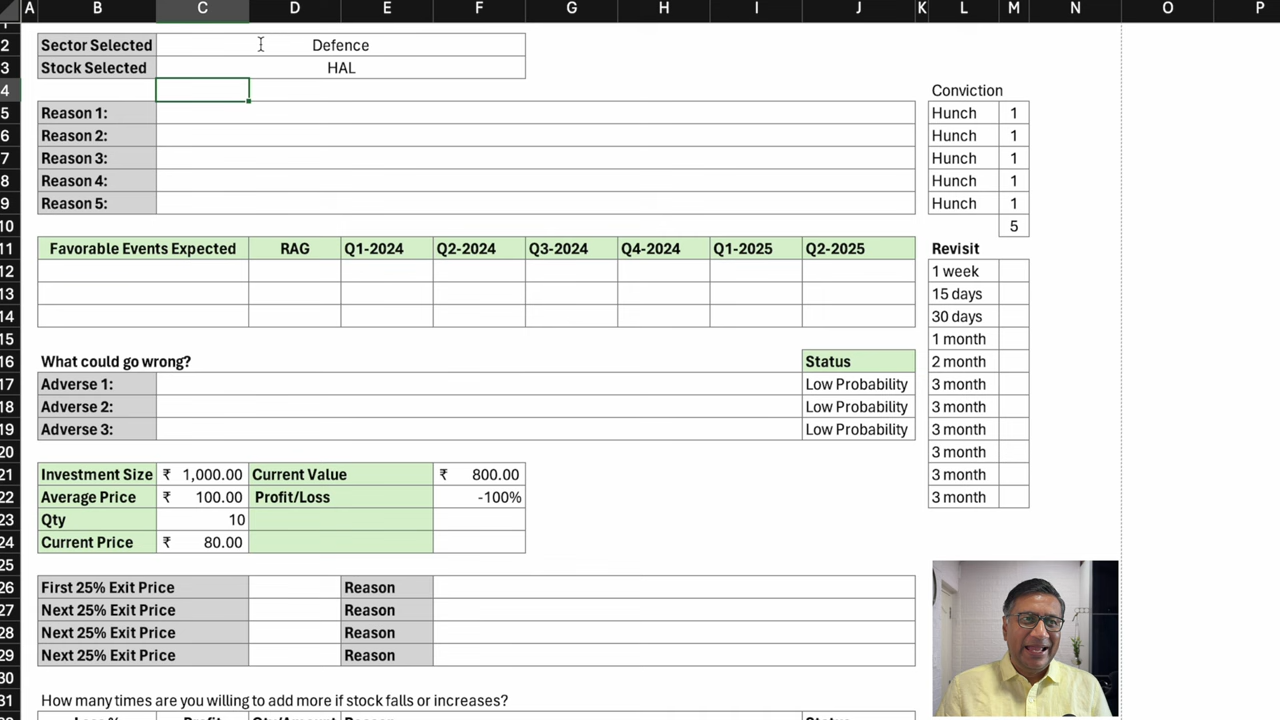 A B C D E F G H I J K L M N O P
2 Sector Selected Defence
3 Stock Selected HAL
4 Conviction
5 Reason 1: Hunch 1
6 Reason 2: Hunch 1
7 Reason 3: Hunch 1
8 Reason 4: Hunch 1
9 Reason 5: Hunch 1
10 5
11 Favorable Events Expected RAG Q1-2024 Q2-2024 Q3-2024 Q4-2024 Q1-2025 Q2-2025 Revisit
12 1 week
13 15 days
14 30 days
15 1 month
16 What could go wrong? Status 2 month
17 Adverse 1: Low Probability 3 month
18 Adverse 2: Low Probability 3 month
19 Adverse 3: Low Probability 3 month
20 3 month
21 Investment Size ₹ 1,000.00 Current Value ₹ 800.00 3 month
22 Average Price ₹ 100.00 Profit/Loss -100% 3 month
23 Qty 10
24 Current Price ₹ 80.00
25
26 First 25% Exit Price Reason
27 Next 25% Exit Price Reason
28 Next 25% Exit Price Reason
29 Next 25% Exit Price Reason
30
31 How many times are you willing to add more if stock falls or increases?
Loss % Profit Qty/Amount Reason Status